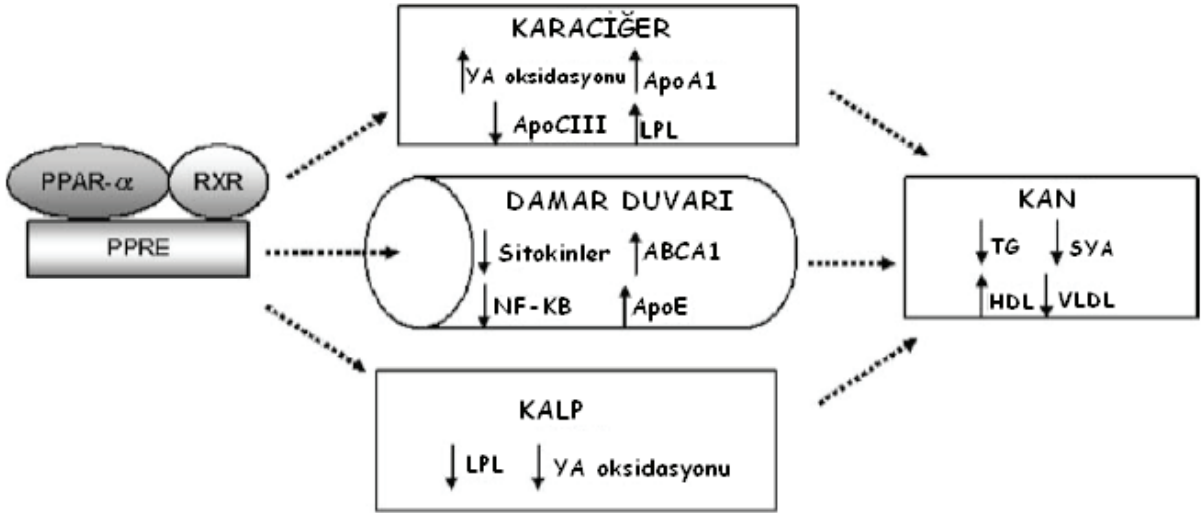 KARACİĞER
↑YA oksidasyonu ↑ApoA1
↓ApoCIII ↑LPL
PPAR-α RXR
PPRE
DAMAR DUVARI
↓Sitokinler ↑ABCA1
↓NF-KB ↑ApoE
KAN
↓TG ↓SYA
↑HDL ↓VLDL
KALP
↓LPL ↓YA oksidasyonu